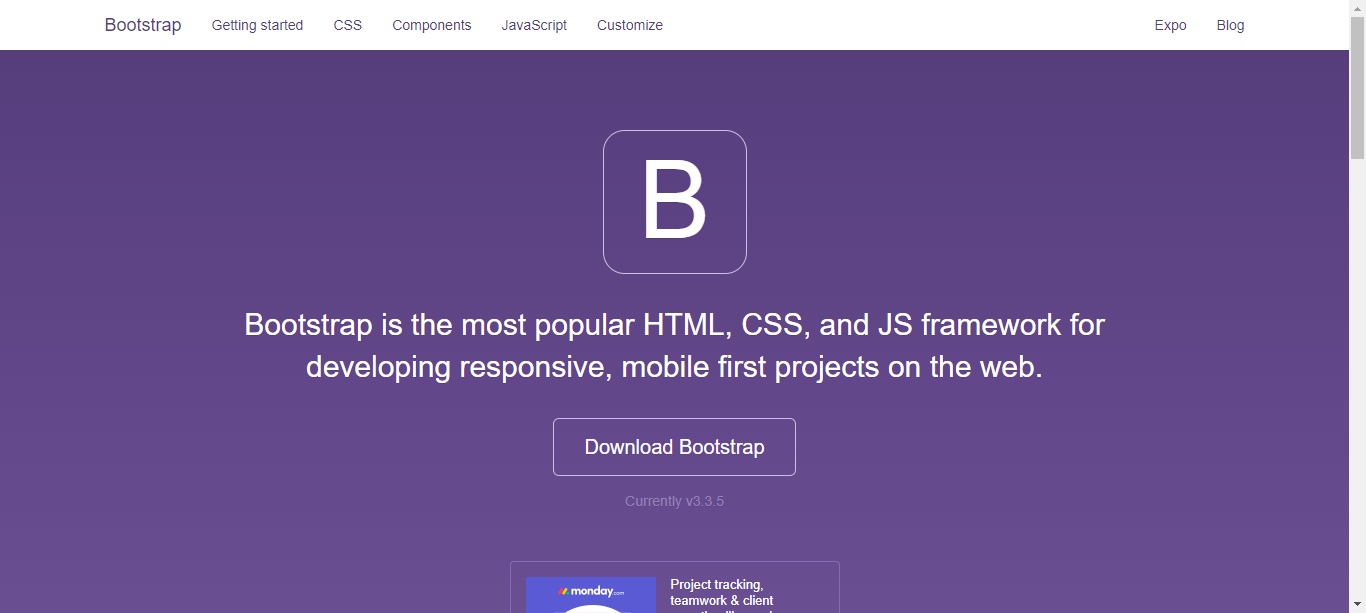 Bootstrap Getting started CSS Components JavaScript Customize Expo Blog
B
Bootstrap is the most popular HTML, CSS, and JS framework for
developing responsive, mobile first projects on the web.
Download Bootstrap
Currently v3.3.5
monday.com
Project tracking,
teamwork & client